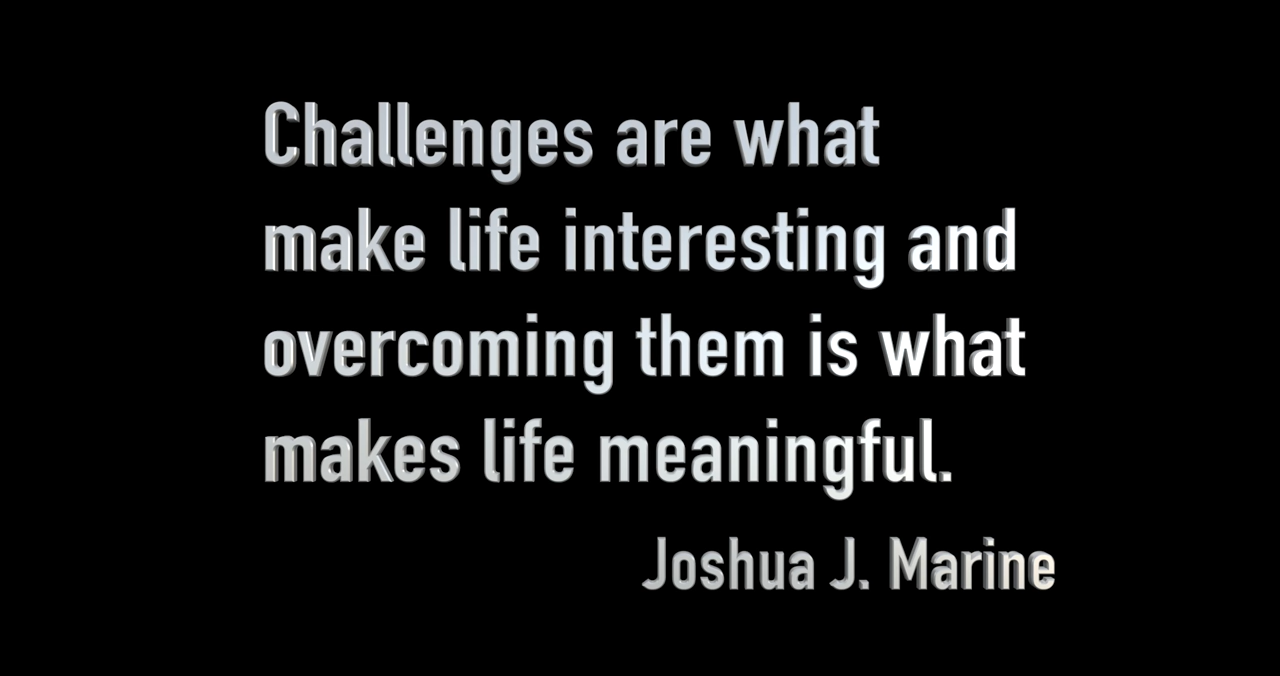 Challenges are what
make life interesting and
overcoming them is what
makes life meaningful.
Joshua J. Marine